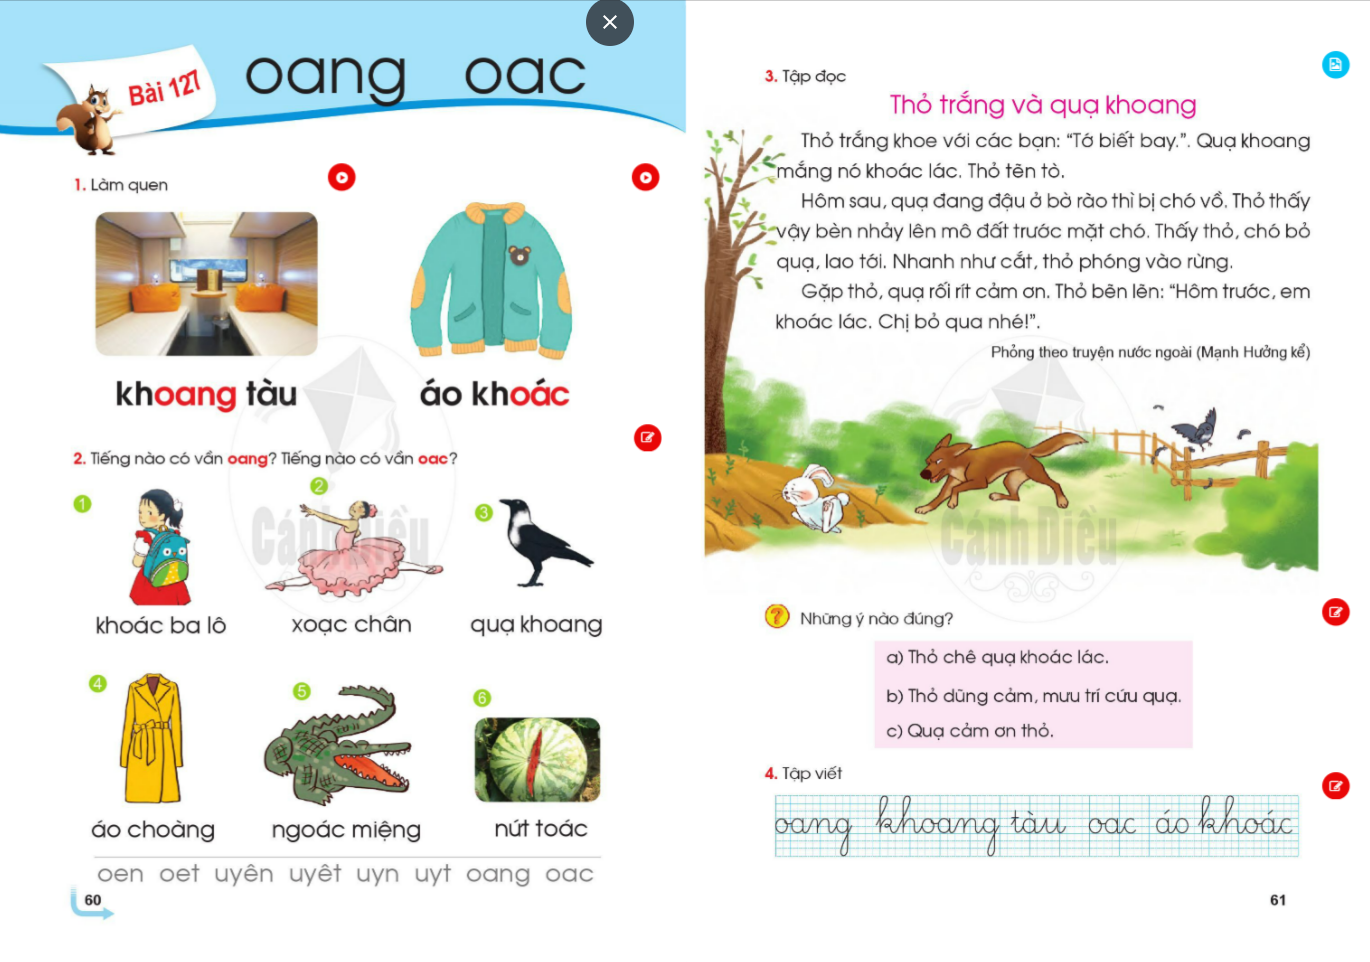 Bài 127
oang oac
1. Làm quen
khoang tàu
áo khoác
2. Tiếng nào có vần oang? Tiếng nào có vần oac?
1
2
3
khoác ba lô
xoạc chân
quạ khoang
4
5
6
áo choàng
ngoác miệng
nứt toác
oen oet uyên uyêt uyn uyt oang oac
60
Cánh Diều
3. Tập đọc
Thỏ trắng và quạ khoang
Thỏ trắng khoe với các bạn: “Tớ biết bay.”. Quạ khoang
mắng nó khoác lác. Thỏ tẽn tò.
Hôm sau, quạ đang đậu ở bờ rào thì bị chó vồ. Thỏ thấy
vậy bèn nhảy lên mô đất trước mặt chó. Thấy thỏ, chó bỏ
quạ, lao tới. Nhanh như cắt, thỏ phóng vào rừng.
Gặp thỏ, quạ rối rít cảm ơn. Thỏ bẽn lẽn: “Hôm trước, em
khoác lác. Chị bỏ qua nhé!”.
Phỏng theo truyện nước ngoài (Mạnh Hưởng kể)
Cánh Diều
? Những ý nào đúng?
a) Thỏ chê quạ khoác lác.
b) Thỏ dũng cảm, mưu trí cứu quạ.
c) Quạ cảm ơn thỏ.
4. Tập viết
oang khoang tàu oac áo khoác
61